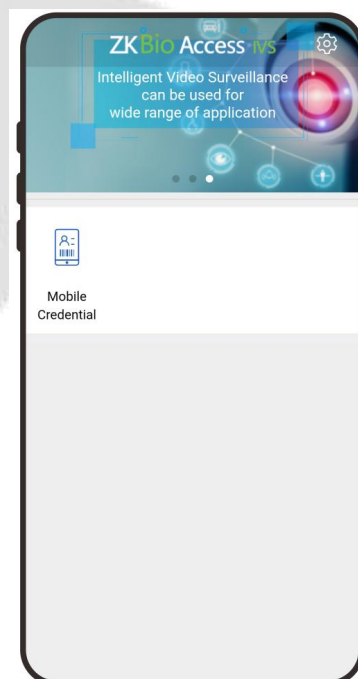 ZKBio Access IVS
Intelligent Video Surveillance
can be used for
wide range of application
Mobile
Credential